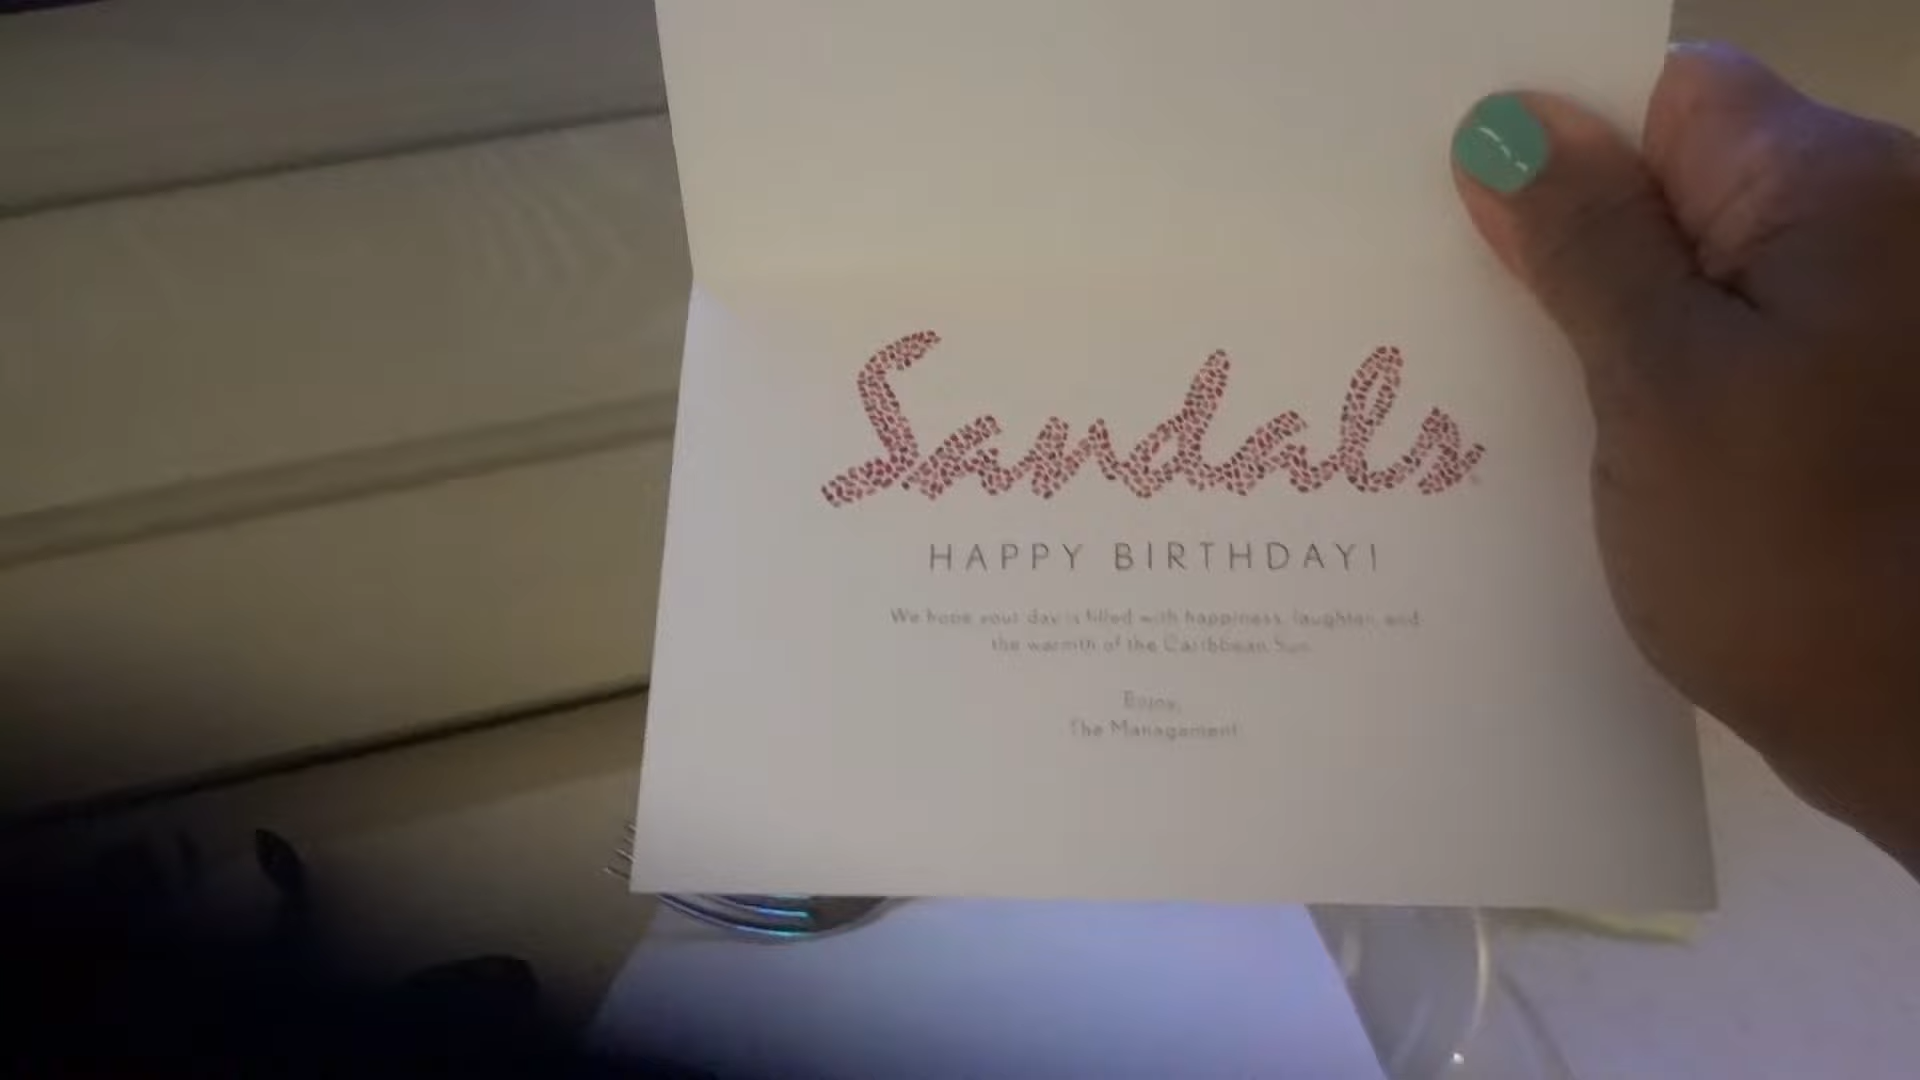 Sandals
HAPPY BIRTHDAY!
We hope your day is filled with happiness, laughter, and
the warmth of the Caribbean Sun.
Enjoy,
The Management